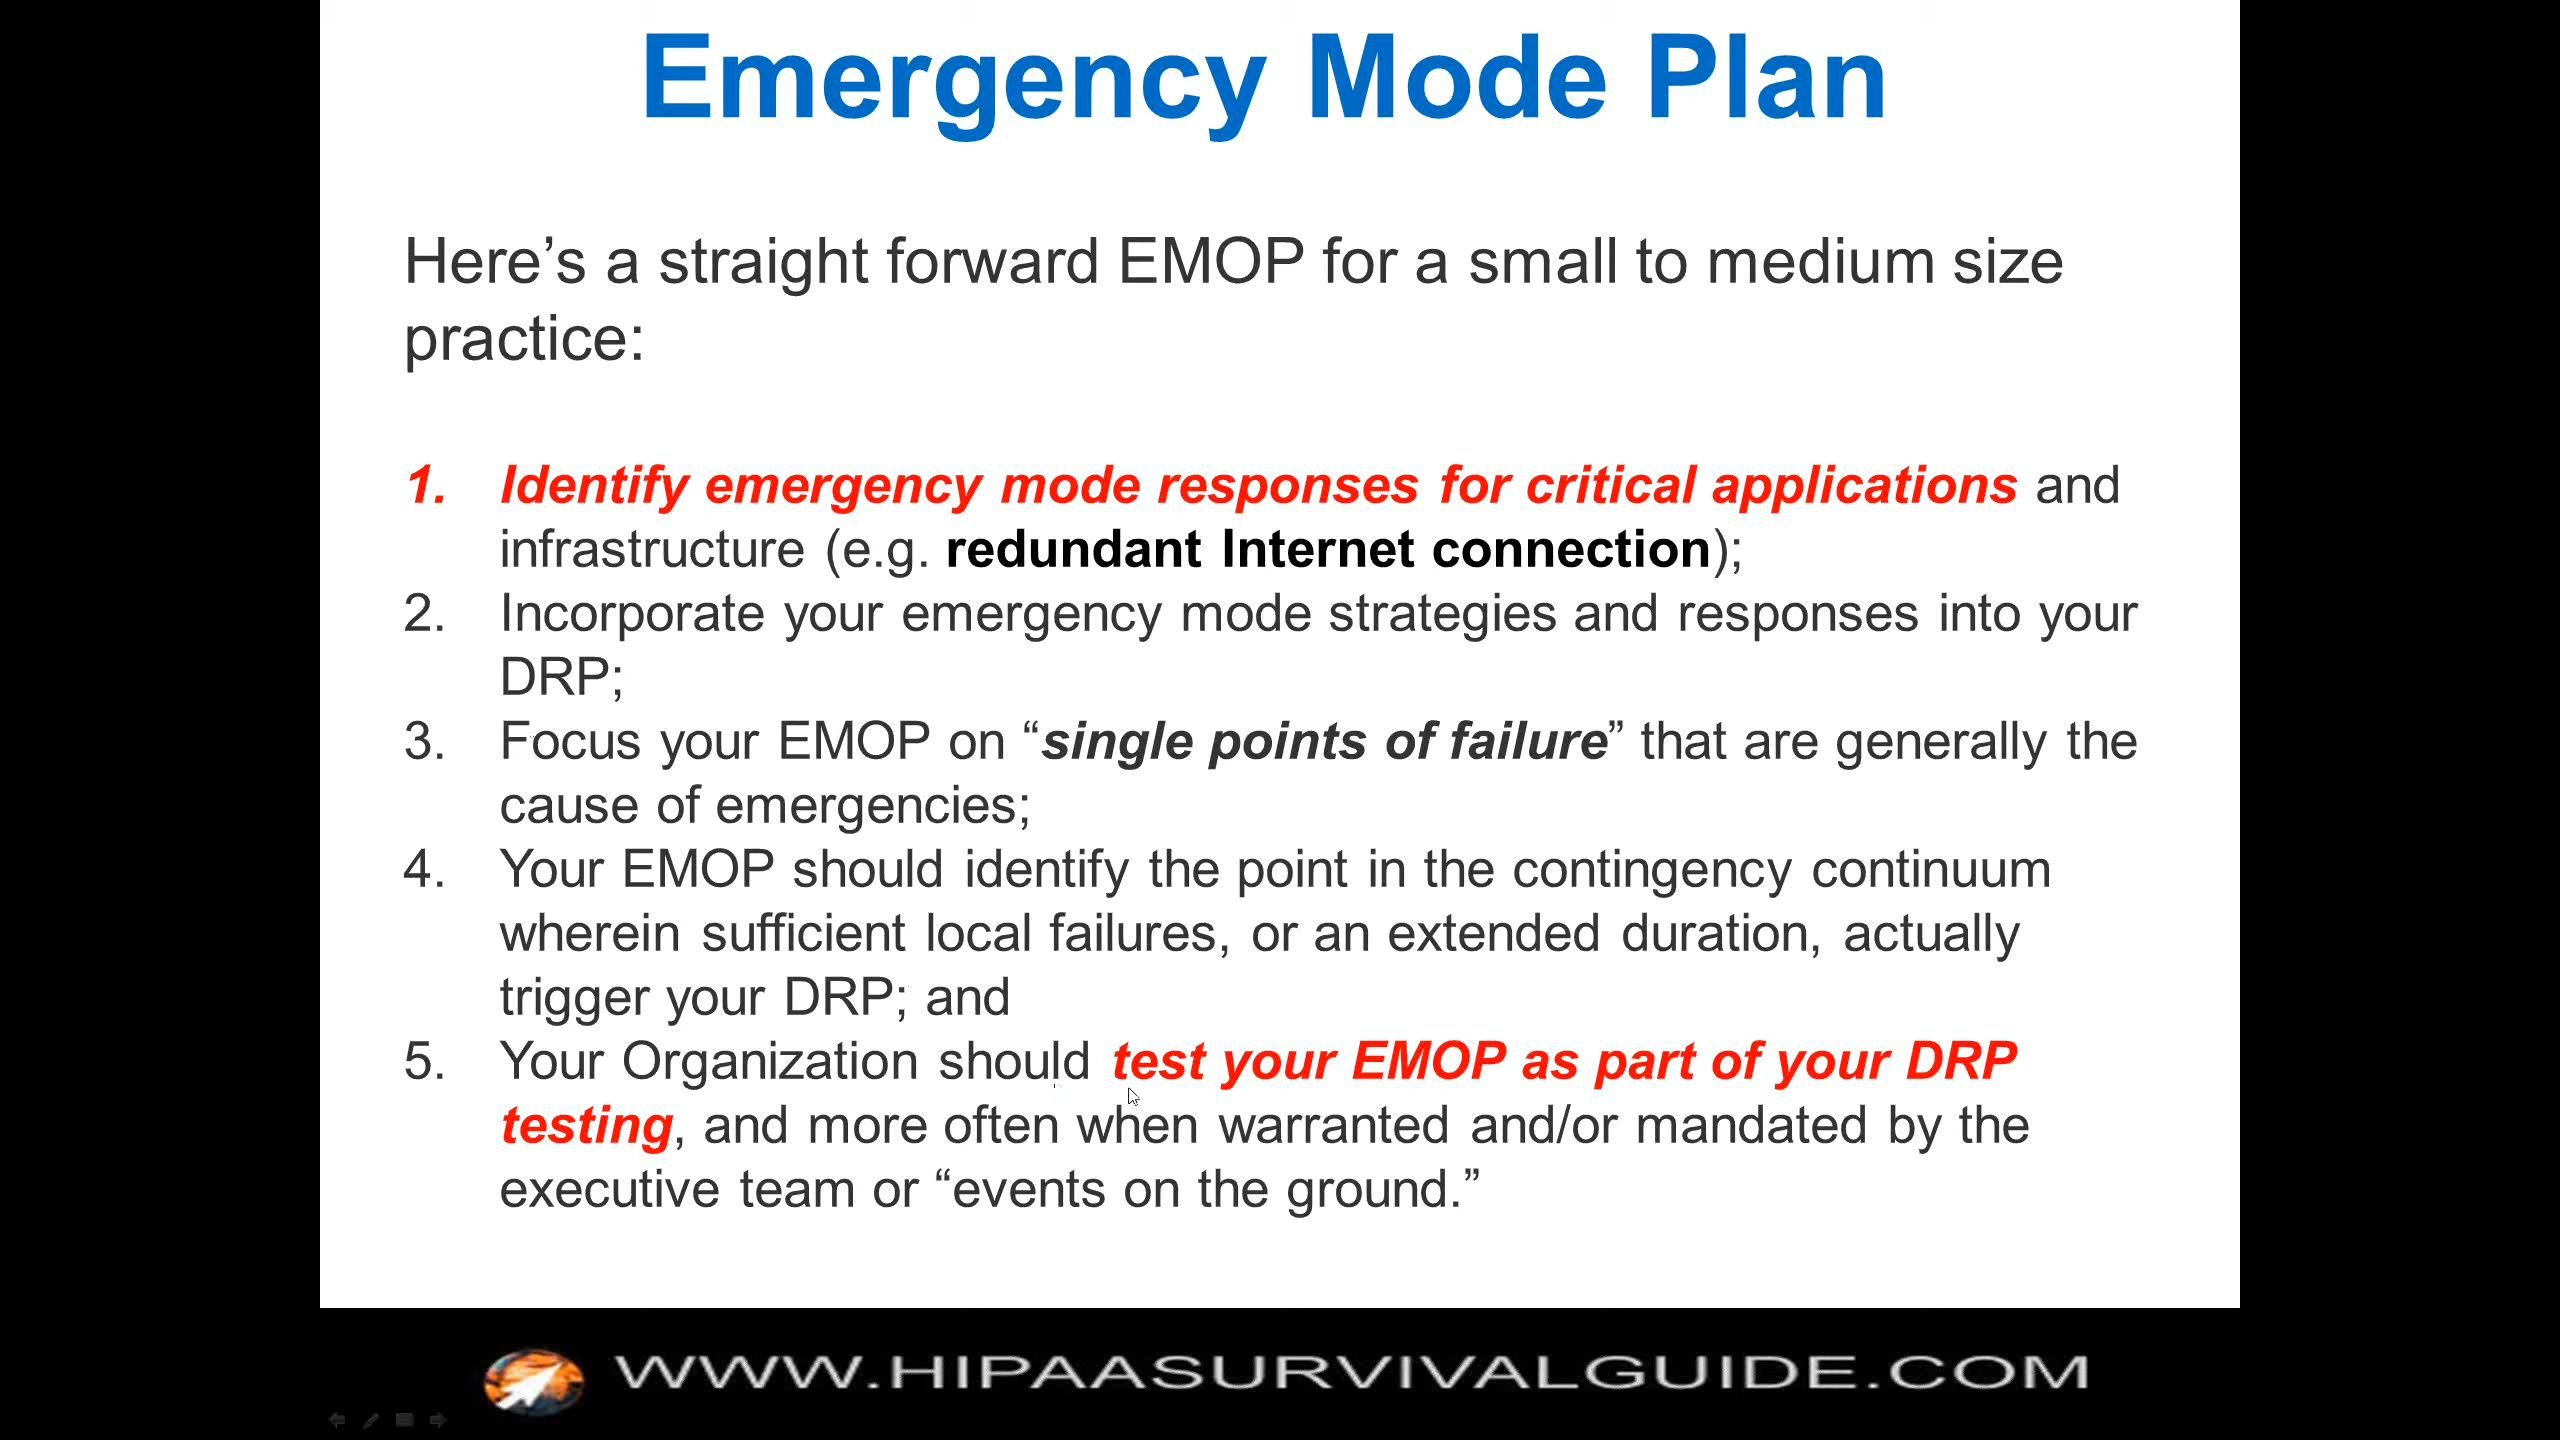 Emergency Mode Plan
Here’s a straight forward EMOP for a small to medium size
practice:
1. Identify emergency mode responses for critical applications and
infrastructure (e.g. redundant Internet connection);
2. Incorporate your emergency mode strategies and responses into your
DRP;
3. Focus your EMOP on “single points of failure” that are generally the
cause of emergencies;
4. Your EMOP should identify the point in the contingency continuum
wherein sufficient local failures, or an extended duration, actually
trigger your DRP; and
5. Your Organization should test your EMOP as part of your DRP
testing, and more often when warranted and/or mandated by the
executive team or “events on the ground.”
WWW.HIPAASURVIVALGUIDE.COM